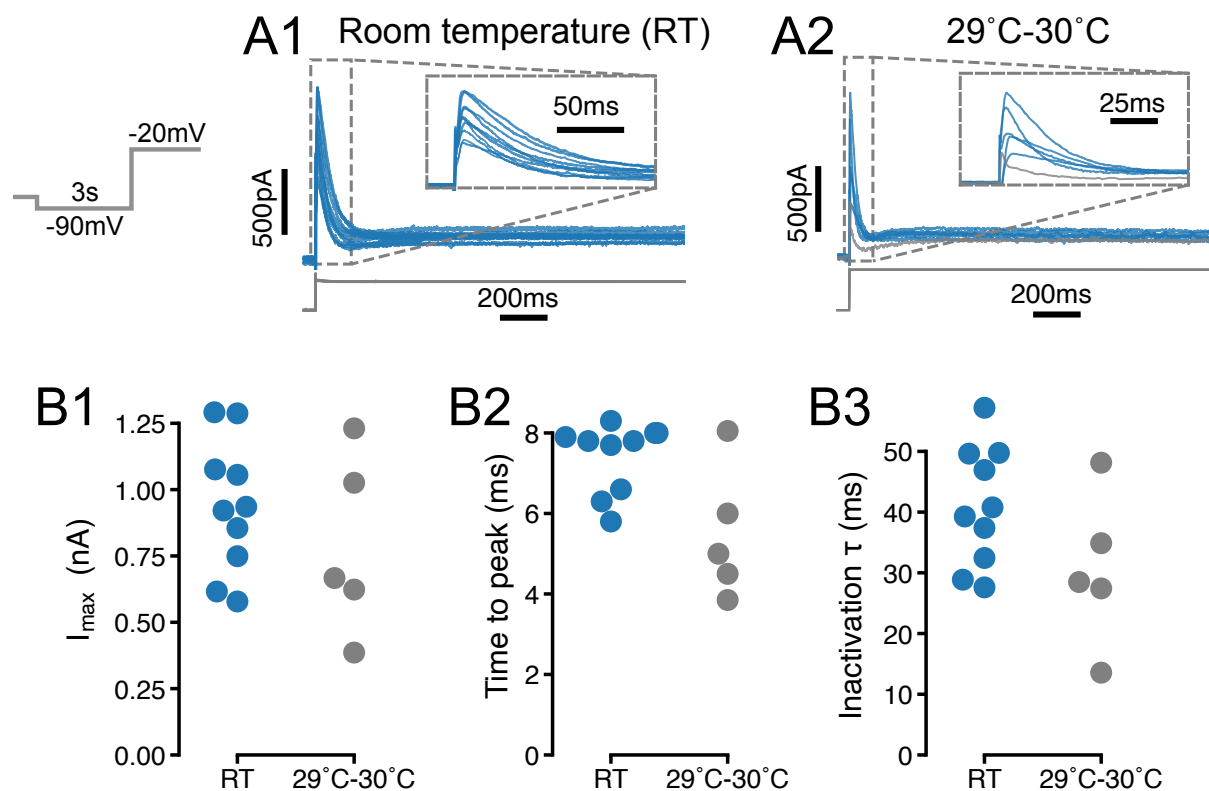 A1 Room temperature (RT)
A2 29˚C-30˚C
-20mV
3s
-90mV
500pA
50ms
200ms
500pA
25ms
200ms
B1
Imax (nA)
1.25
1.00
0.75
0.50
0.25
0.00
RT 29˚C-30˚C
B2
Time to peak (ms)
8
6
4
2
0
RT 29˚C-30˚C
B3
Inactivation τ (ms)
50
40
30
20
10
0
RT 29˚C-30˚C